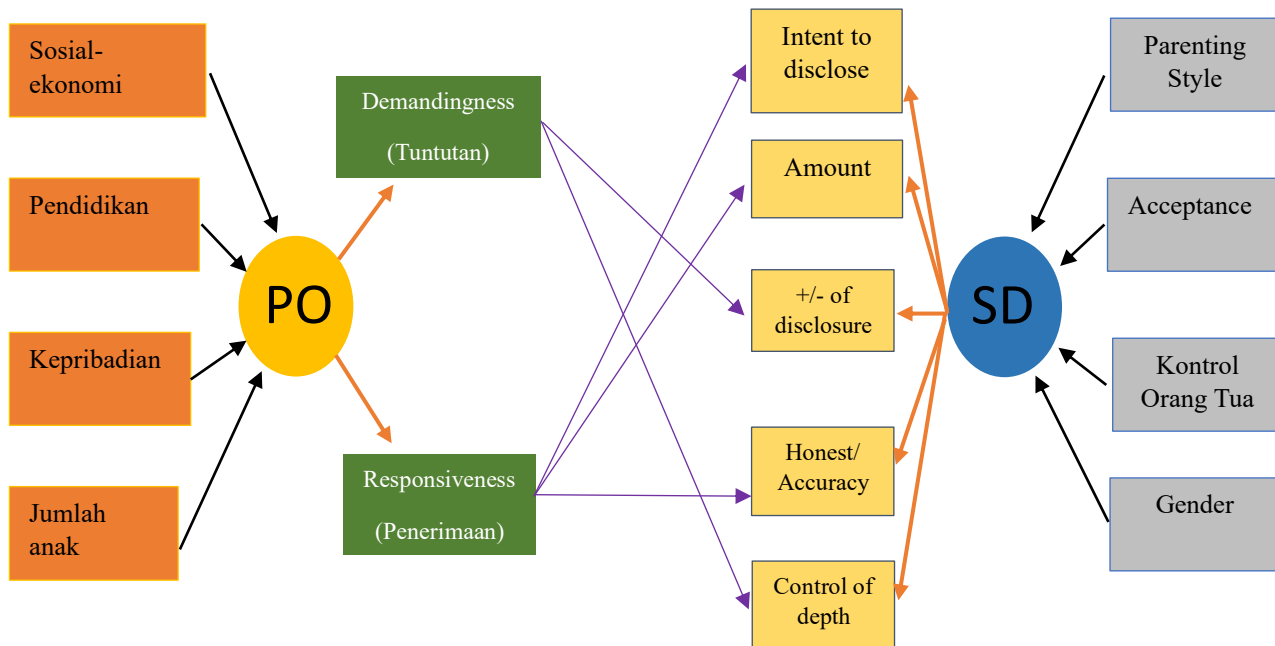 Sosial-
ekonomi
Pendidikan
Kepribadian
Jumlah
anak
PO
Demandingness
(Tuntutan)
Responsiveness
(Penerimaan)
Intent to
disclose
Amount
+/- of
disclosure
Honest/
Accuracy
Control of
depth
SD
Parenting
Style
Acceptance
Kontrol
Orang Tua
Gender